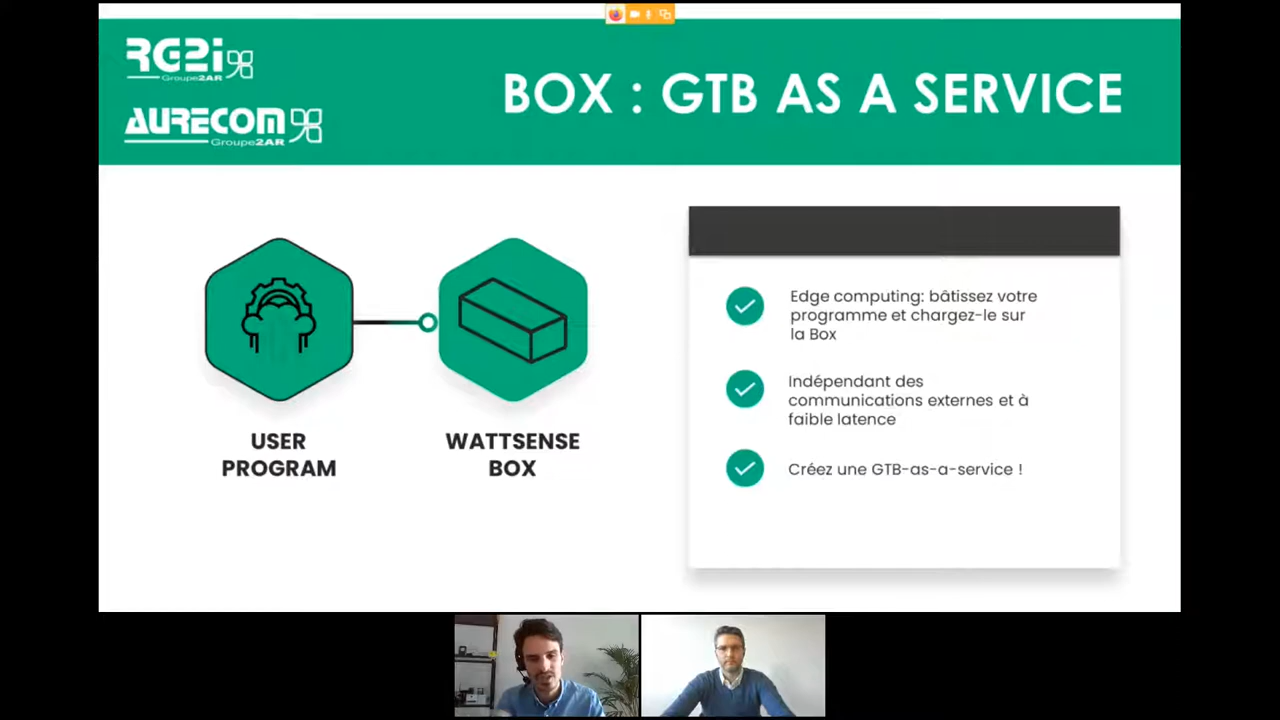 RG2i
Groupe2AR
AURECOM
Groupe2AR
BOX : GTB AS A SERVICE
USER
PROGRAM
WATTSENSE
BOX
Edge computing: bâtissez votre
programme et chargez-le sur
la Box
Indépendant des
communications externes et à
faible latence
Créez une GTB-as-a-service !